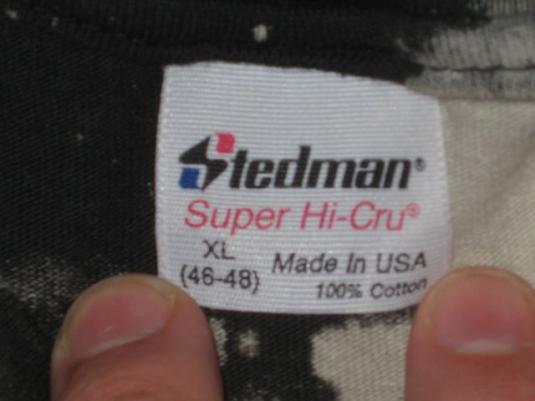 Stedman®
Super Hi-Cru®
XL
(46-48)
Made In USA
100% Cotton